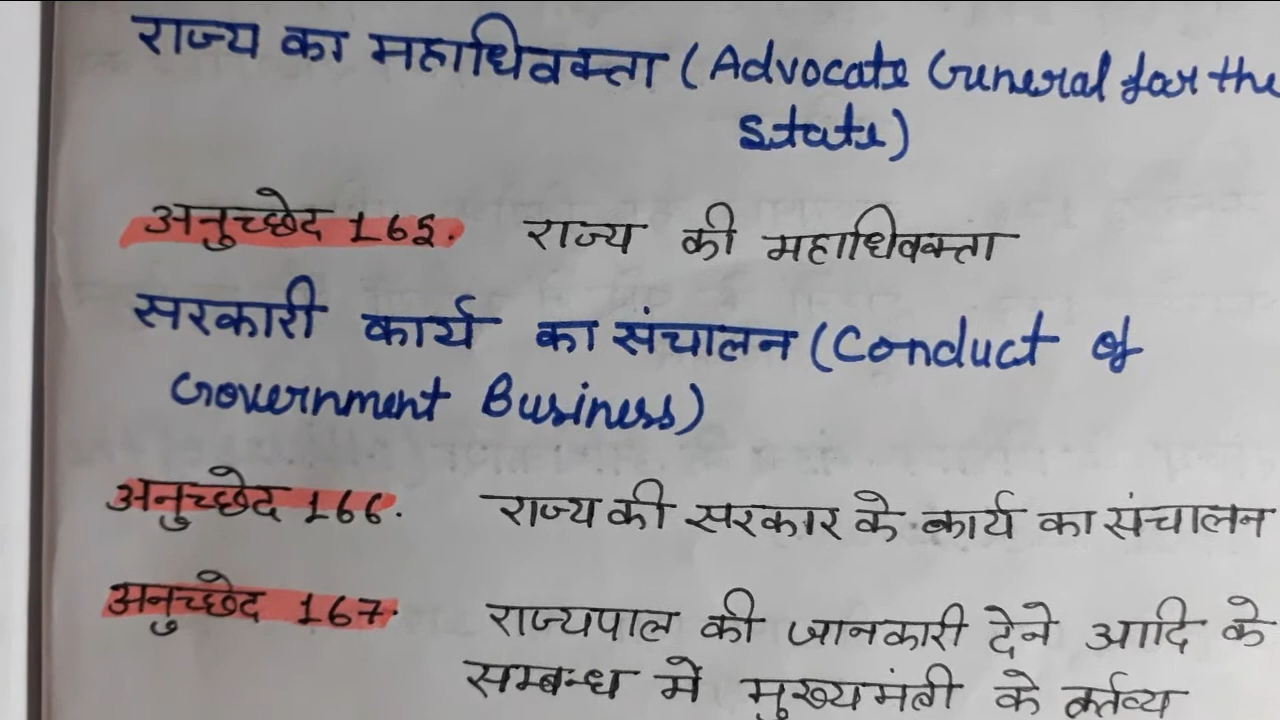 राज्य का महाधिवक्ता (Advocate General for the
State)
अनुच्छेद 165. राज्य की महाधिवक्ता
सरकारी कार्य का संचालन (Conduct of
Government Business)
अनुच्छेद 166. राज्य की सरकार के कार्य का संचालन
अनुच्छेद 167. राज्यपाल की जानकारी देने आदि के
सम्बन्ध में मुख्यमंत्री के कर्तव्य